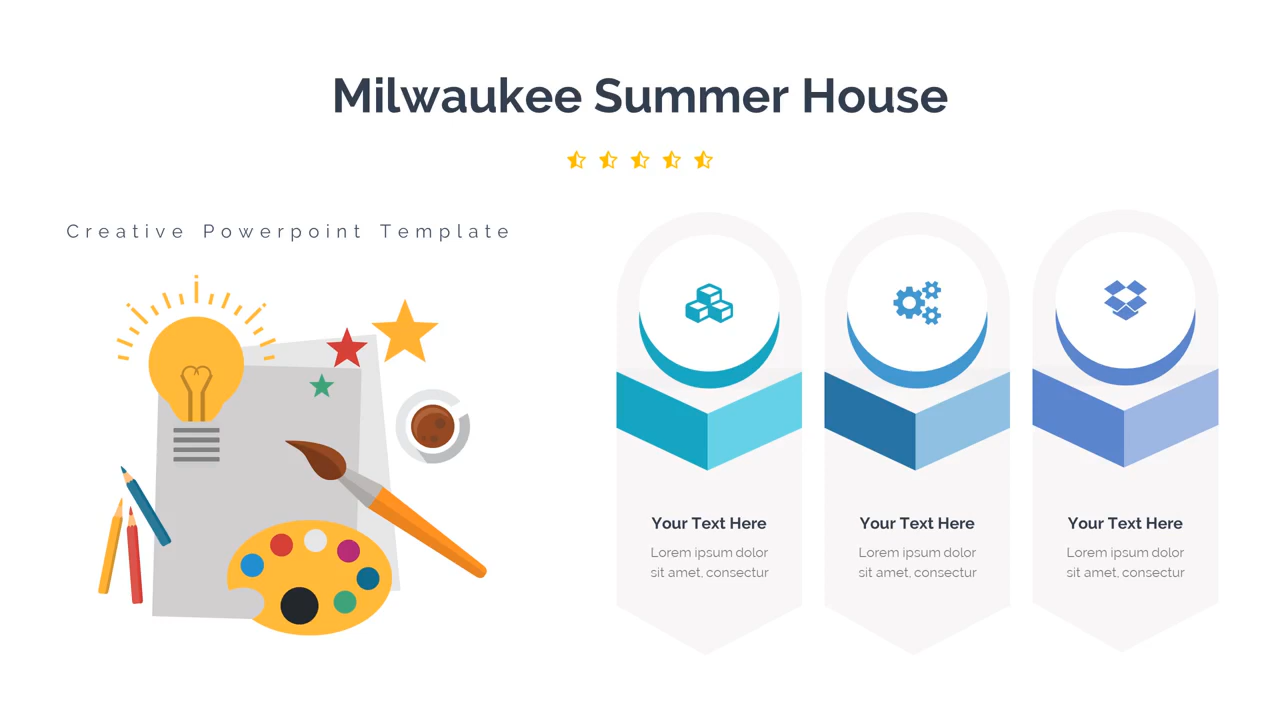 Milwaukee Summer House
Creative Powerpoint Template
Your Text Here
Lorem ipsum dolor
sit amet, consectur
Your Text Here
Lorem ipsum dolor
sit amet, consectur
Your Text Here
Lorem ipsum dolor
sit amet, consectur